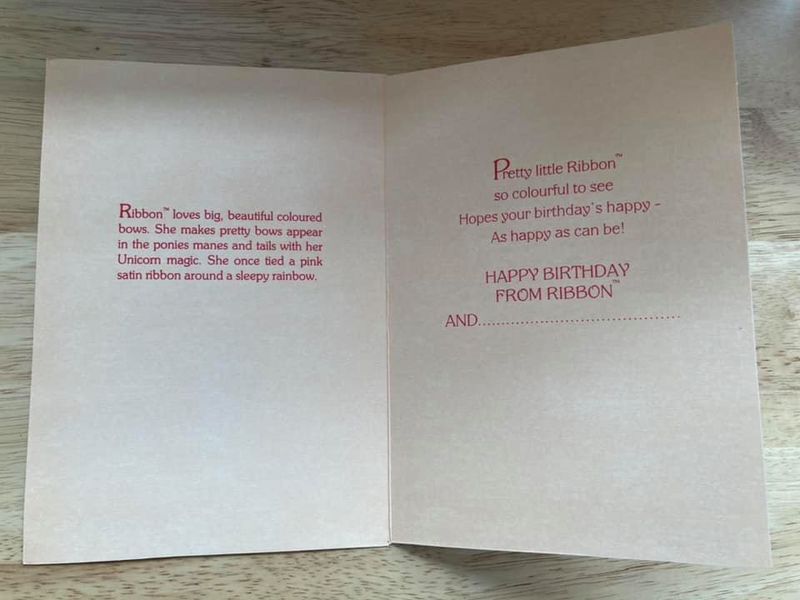 Ribbon™ loves big, beautiful coloured
bows. She makes pretty bows appear
in the ponies manes and tails with her
Unicorn magic. She once tied a pink
satin ribbon around a sleepy rainbow.
Pretty little Ribbon™
so colourful to see
Hopes your birthday's happy -
As happy as can be!
HAPPY BIRTHDAY
FROM RIBBON™
AND.......................................